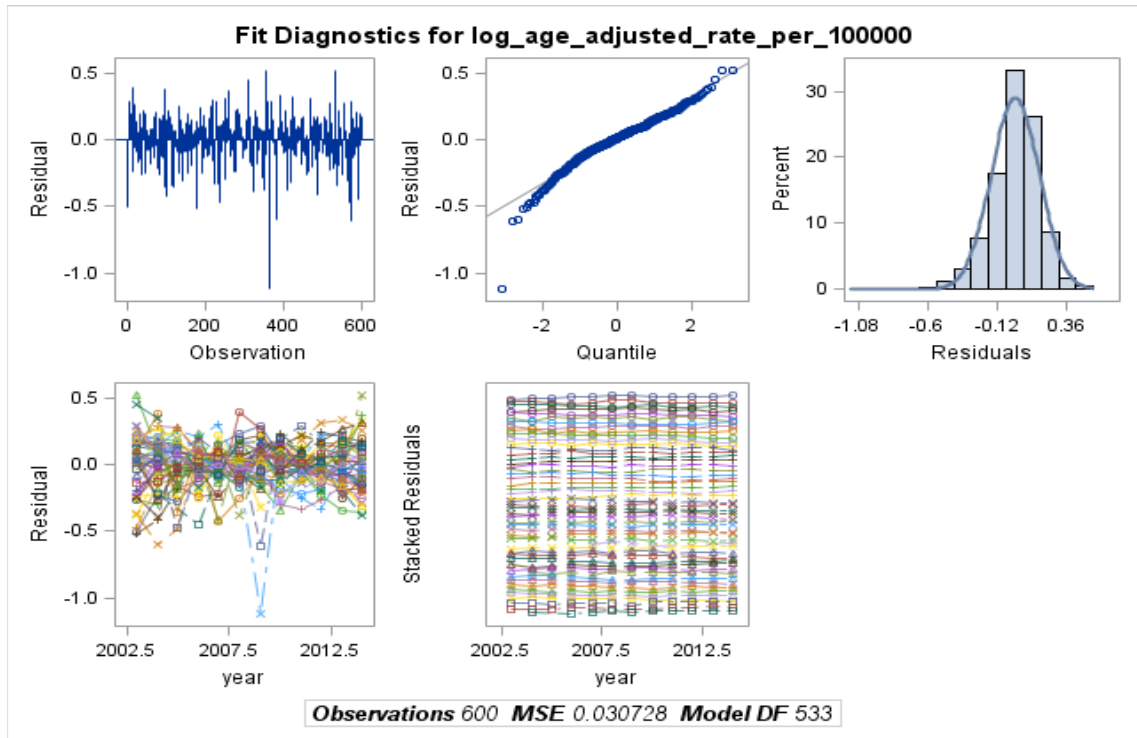 Fit Diagnostics for log_age_adjusted_rate_per_100000
0.5
0.0
-0.5
-1.0
Residual
0 200 400 600
Observation
0.5
0.0
-0.5
-1.0
Residual
-2 0 2
Quantile
30
20
10
0
Percent
-1.08 -0.6 -0.12 0.36
Residuals
0.5
0.0
-0.5
-1.0
Residual
2002.5 2007.5 2012.5
year
Stacked Residuals
2002.5 2007.5 2012.5
year
Observations 600 MSE 0.030728 Model DF 533